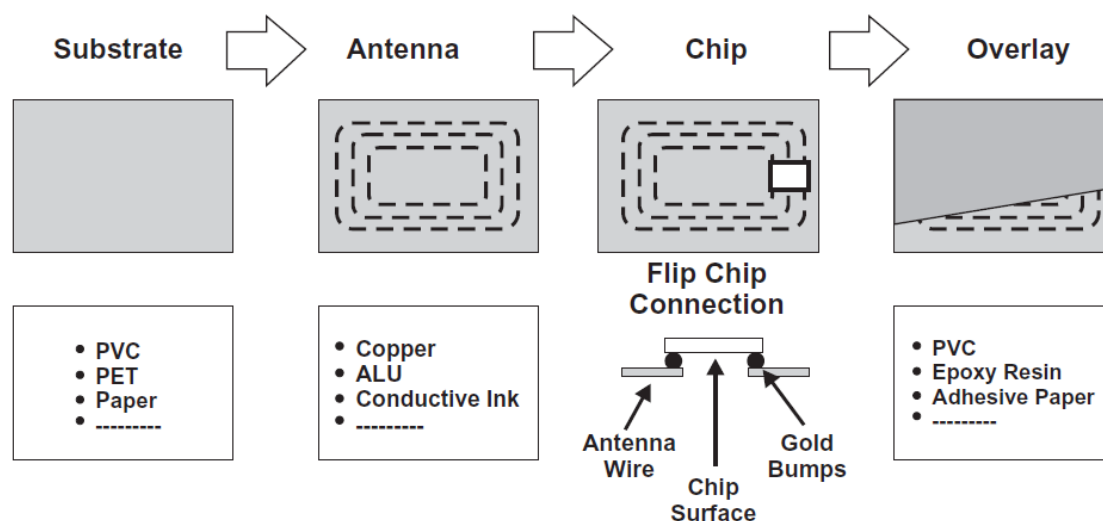 Substrate
Antenna
Chip
Overlay
• PVC
• PET
• Paper
• ---------
• Copper
• ALU
• Conductive Ink
• ---------
Flip Chip
Connection
Antenna
Wire
Chip
Surface
Gold
Bumps
• PVC
• Epoxy Resin
• Adhesive Paper
• ---------